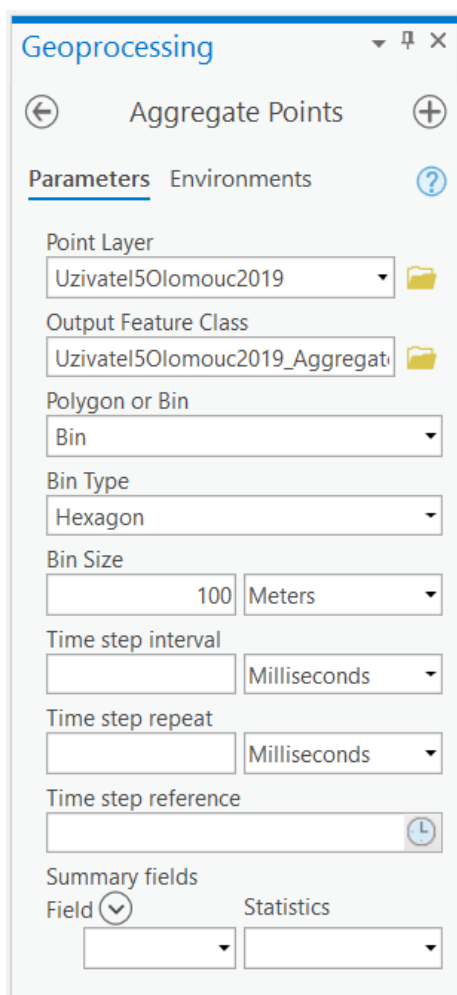 Geoprocessing
Aggregate Points
Parameters Environments
Point Layer
Uzivatel5Olomouc2019
Output Feature Class
Uzivatel5Olomouc2019_Aggregat
Polygon or Bin
Bin
Bin Type
Hexagon
Bin Size
100 Meters
Time step interval
Milliseconds
Time step repeat
Milliseconds
Time step reference
Summary fields
Field Statistics